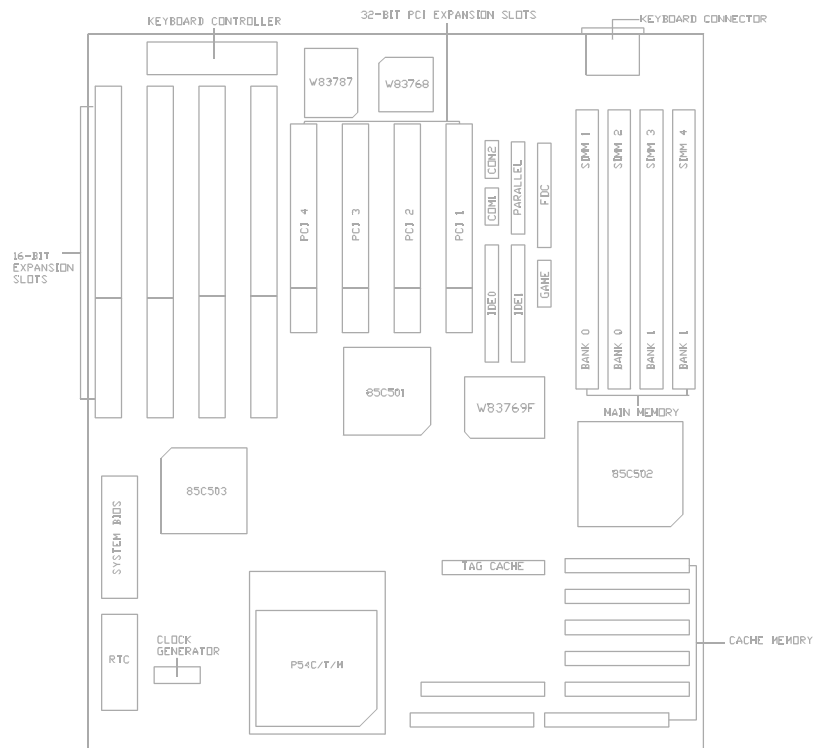 32-BIT PCI EXPANSION SLOTS
KEYBOARD CONTROLLER
KEYBOARD CONNECTOR
W83787
W83768
SIMM 1
SIMM 2
SIMM 3
SIMM 4
COM2
PARALLEL
FDC
COM1
PCI 4
PCI 3
PCI 2
PCI 1
16-BIT
EXPANSION
SLOTS
GAME
IDE0
IDE1
BANK 0
BANK 0
BANK 1
BANK 1
85C501
W83769F
MAIN MEMORY
85C503
85C502
SYSTEM BIOS
TAG CACHE
CLOCK
GENERATOR
CACHE MEMORY
RTC
P54C/T/M